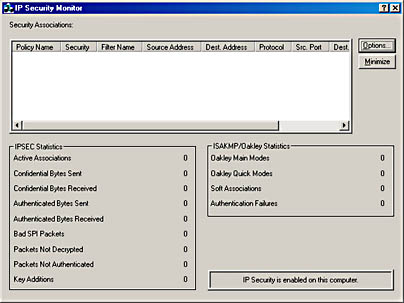 IP Security Monitor
Security Associations:
Policy Name Security Filter Name Source Address Dest. Address Protocol Src. Port Dest.
Options...
Minimize
IPSEC Statistics
Active Associations 0
Confidential Bytes Sent 0
Confidential Bytes Received 0
Authenticated Bytes Sent 0
Authenticated Bytes Received 0
Bad SPI Packets 0
Packets Not Decrypted 0
Packets Not Authenticated 0
Key Additions 0
ISAKMP/Oakley Statistics
Oakley Main Modes 0
Oakley Quick Modes 0
Soft Associations 0
Authentication Failures 0
IP Security is enabled on this computer.